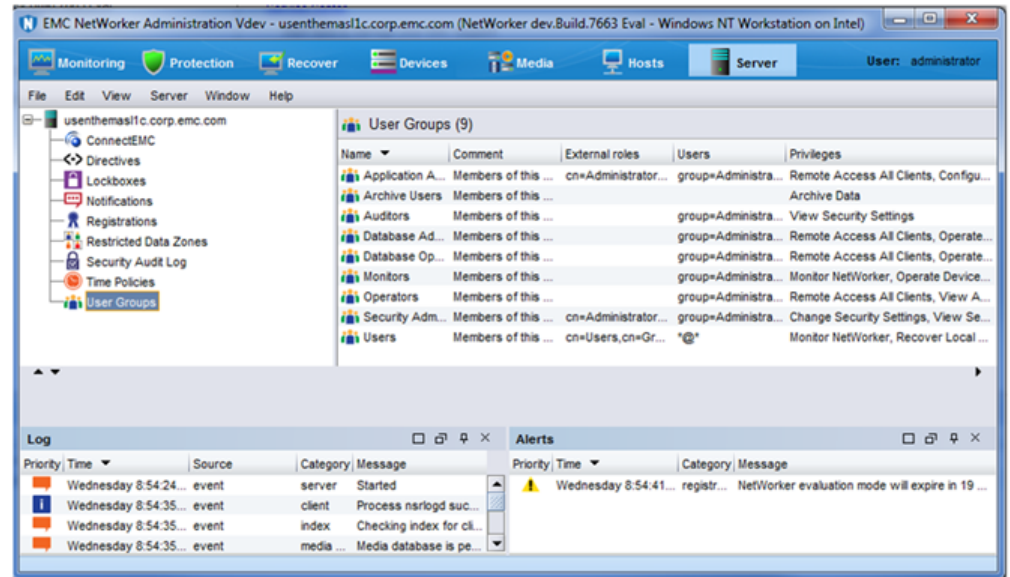 EMC NetWorker Administration Vdev - usenthemasl1c.corp.emc.com (NetWorker dev.Build.7663 Eval - Windows NT Workstation on Intel)
Monitoring Protection Recover Devices Media Hosts Server User: administrator
File Edit View Server Window Help
usenthemasl1c.corp.emc.com
ConnectEMC
Directives
Lockboxes
Notifications
Registrations
Restricted Data Zones
Security Audit Log
Time Policies
User Groups
User Groups (9)
Name Comment External roles Users Privileges
Application A... Members of this ... cn=Administrator... group=Administra... Remote Access All Clients, Configu...
Archive Users Members of this ... Archive Data
Auditors Members of this ... group=Administra... View Security Settings
Database Ad... Members of this ... group=Administra... Remote Access All Clients, Operate...
Database Op... Members of this ... group=Administra... Remote Access All Clients, Operate...
Monitors Members of this ... group=Administra... Monitor NetWorker, Operate Device...
Operators Members of this ... group=Administra... Remote Access All Clients, View A...
Security Adm... Members of this ... cn=Administrator... group=Administra... Change Security Settings, View Se...
Users Members of this ... cn=Users,cn=Gr... *@* Monitor NetWorker, Recover Local ...
Log
Priority Time Source Category Message
Wednesday 8:54:24... event server Started
Wednesday 8:54:35... event client Process nsrlogd suc...
Wednesday 8:54:35... event index Checking index for cli...
Wednesday 8:54:35... event media ... Media database is pe...
Alerts
Priority Time Category Message
Wednesday 8:54:41... registr... NetWorker evaluation mode will expire in 19 ...